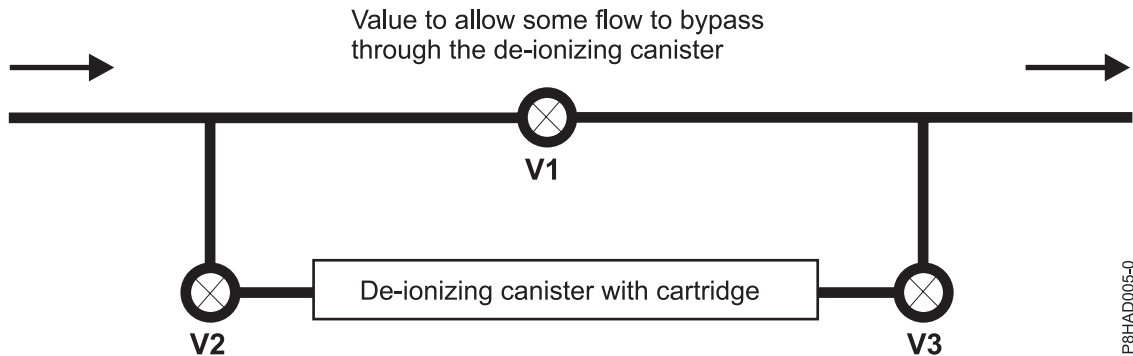 Value to allow some flow to bypass
through the de-ionizing canister
V1
De-ionizing canister with cartridge
V2
V3
P8HAD005-0